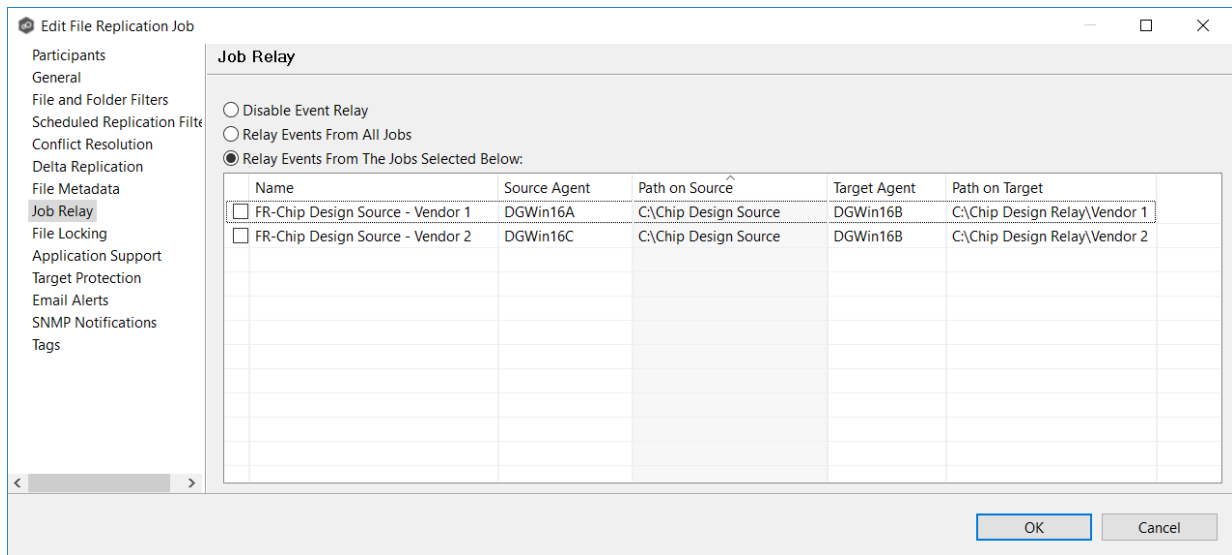 Edit File Replication Job
Participants
General
File and Folder Filters
Scheduled Replication Filte
Conflict Resolution
Delta Replication
File Metadata
Job Relay
File Locking
Application Support
Target Protection
Email Alerts
SNMP Notifications
Tags
Job Relay
Disable Event Relay
Relay Events From All Jobs
Relay Events From The Jobs Selected Below:
Name Source Agent Path on Source Target Agent Path on Target
FR-Chip Design Source - Vendor 1 DGWin16A C:\Chip Design Source DGWin16B C:\Chip Design Relay\Vendor 1
FR-Chip Design Source - Vendor 2 DGWin16C C:\Chip Design Source DGWin16B C:\Chip Design Relay\Vendor 2
OK Cancel